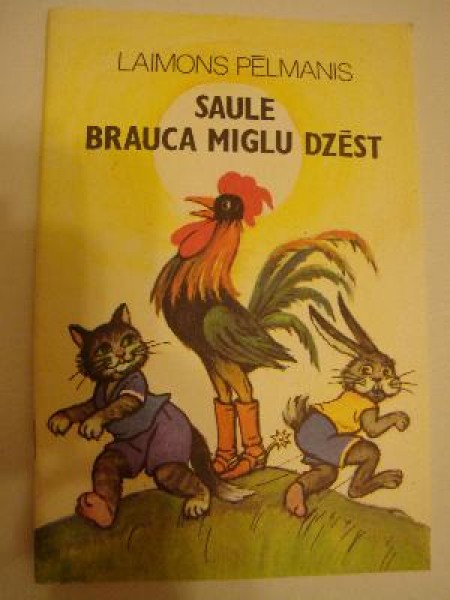 LAIMONS PĒLMANIS
SAULE
BRAUCA MIGLU DZĒST